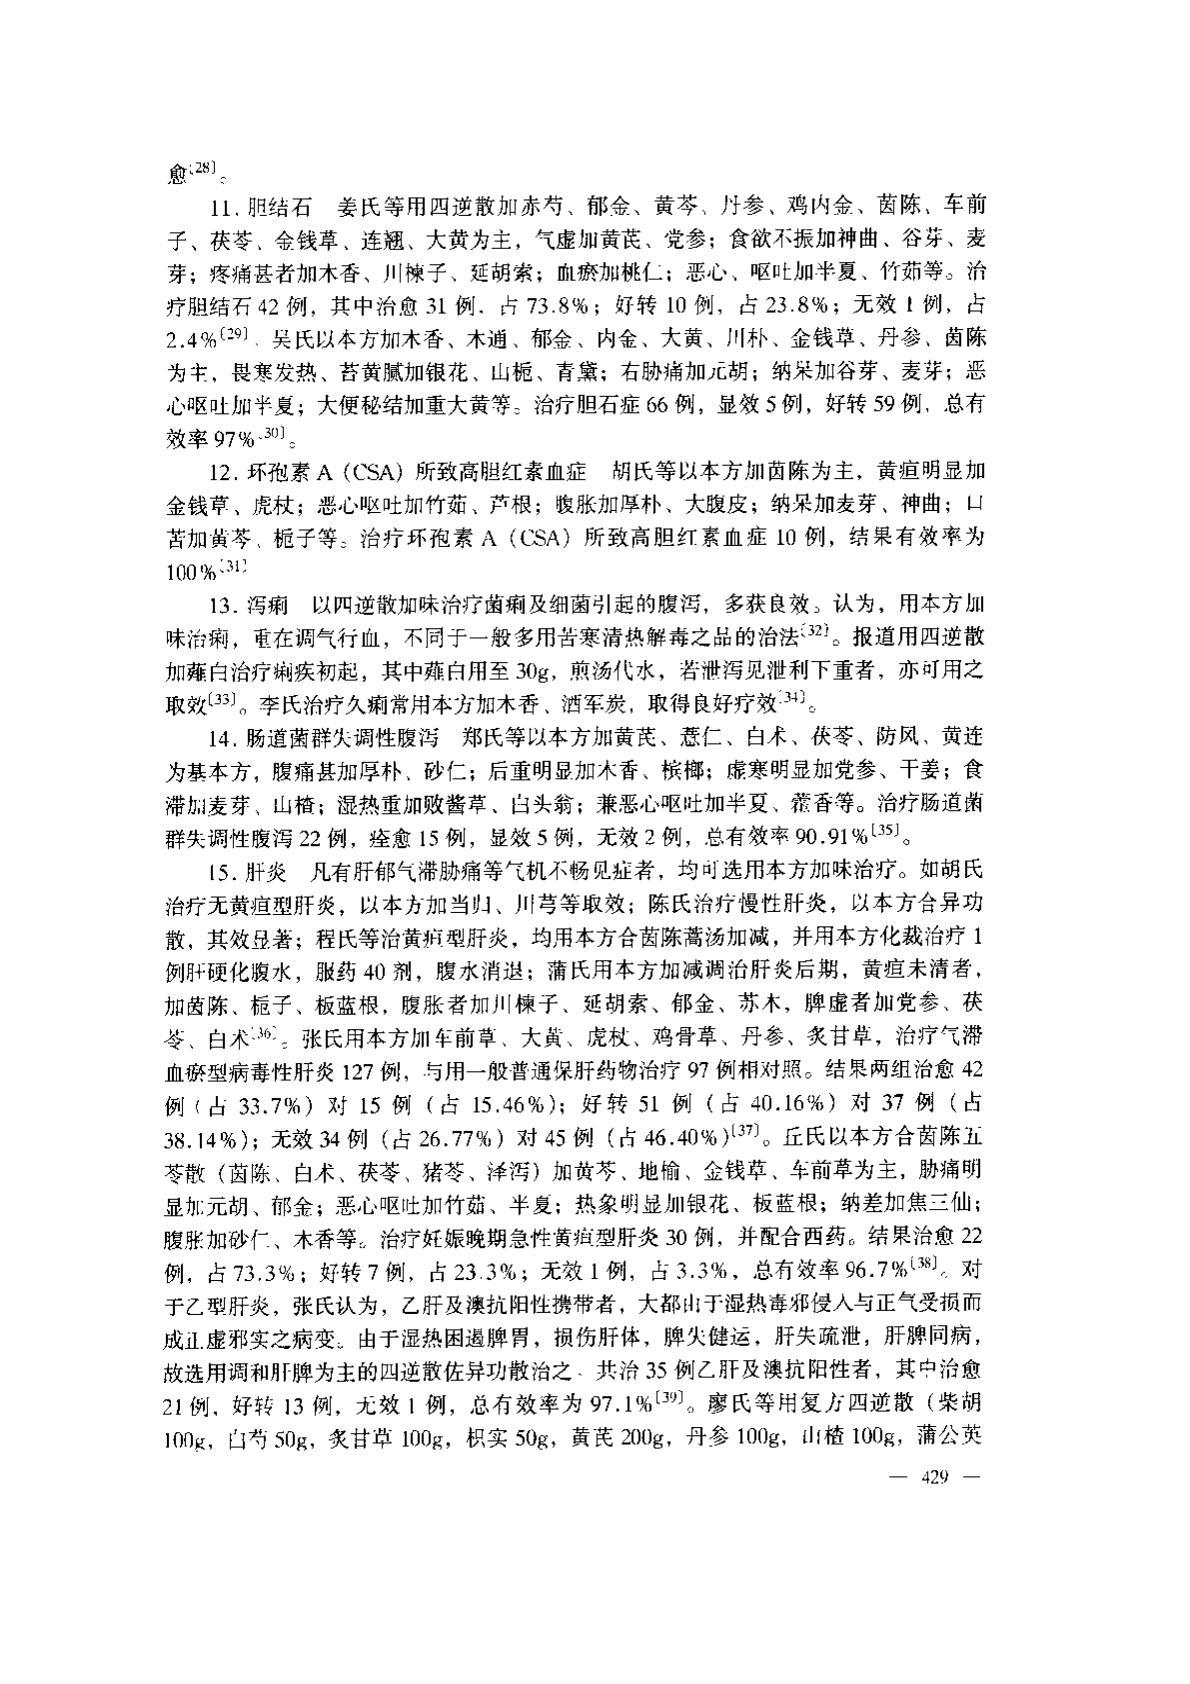 愈〔28〕。
11. 胆结石　姜氏等用四逆散加赤芍、郁金、黄芩、丹参、鸡内金、茵陈、车前
子、茯苓、金钱草、连翘、大黄为主，气虚加黄芪、党参；食欲不振加神曲、谷芽、麦
芽；疼痛甚者加木香、川楝子、延胡索；血瘀加桃仁；恶心、呕吐加半夏、竹茹等。治
疗胆结石 42 例，其中治愈 31 例，占 73.8%；好转 10 例，占 23.8%；无效 1 例，占
2.4%〔29〕。吴氏以本方加木香、木通、郁金、内金、大黄、川朴、金钱草、丹参、茵陈
为主，畏寒发热、苔黄腻加银花、山栀、青黛；右胁痛加元胡；纳呆加谷芽、麦芽；恶
心呕吐加半夏；大便秘结加重大黄等。治疗胆石症 66 例，显效 5 例，好转 59 例，总有
效率 97%〔30〕。
12. 环孢素 A（CSA）所致高胆红素血症　胡氏等以本方加茵陈为主，黄疸明显加
金钱草、虎杖；恶心呕吐加竹茹、芦根；腹胀加厚朴、大腹皮；纳呆加麦芽、神曲；口
苦加黄芩、栀子等。治疗环孢素 A（CSA）所致高胆红素血症 10 例，结果有效率为
100%〔31〕
13. 泻痢　以四逆散加味治疗菌痢及细菌引起的腹泻，多获良效。认为，用本方加
味治痢，重在调气行血，不同于一般多用苦寒清热解毒之品的治法〔32〕。报道用四逆散
加薤白治疗痢疾初起，其中薤白用至 30g，煎汤代水，若泄泻见泄利下重者，亦可用之
取效〔33〕。李氏治疗久痢常用本方加木香、酒军炭，取得良好疗效〔34〕。
14. 肠道菌群失调性腹泻　郑氏等以本方加黄芪、薏仁、白术、茯苓、防风、黄连
为基本方，腹痛甚加厚朴、砂仁；后重明显加木香、槟榔；虚寒明显加党参、干姜；食
滞加麦芽、山楂；湿热重加败酱草、白头翁；兼恶心呕吐加半夏、藿香等。治疗肠道菌
群失调性腹泻 22 例，痊愈 15 例，显效 5 例，无效 2 例，总有效率 90.91%〔35〕。
15. 肝炎　凡有肝郁气滞胁痛等气机不畅见症者，均可选用本方加味治疗。如胡氏
治疗无黄疸型肝炎，以本方加当归、川芎等取效；陈氏治疗慢性肝炎，以本方合异功
散，其效显著；程氏等治黄疸型肝炎，均用本方合茵陈蒿汤加减，并用本方化裁治疗 1
例肝硬化腹水，服药 40 剂，腹水消退；蒲氏用本方加减调治肝炎后期，黄疸未清者，
加茵陈、栀子、板蓝根，腹胀者加川楝子、延胡索、郁金、苏木，脾虚者加党参、茯
苓、白术〔36〕。张氏用本方加车前草、大黄、虎杖、鸡骨草、丹参、炙甘草，治疗气滞
血瘀型病毒性肝炎 127 例，与用一般普通保肝药物治疗 97 例相对照。结果两组治愈 42
例（占 33.7%）对 15 例（占 15.46%）；好转 51 例（占 40.16%）对 37 例（占
38.14%）；无效 34 例（占 26.77%）对 45 例（占 46.40%）〔37〕。丘氏以本方合茵陈五
苓散（茵陈、白术、茯苓、猪苓、泽泻）加黄芩、地榆、金钱草、车前草为主，胁痛明
显加元胡、郁金；恶心呕吐加竹茹、半夏；热象明显加银花、板蓝根；纳差加焦三仙；
腹胀加砂仁、木香等。治疗妊娠晚期急性黄疸型肝炎 30 例，并配合西药。结果治愈 22
例，占 73.3%；好转 7 例，占 23.3%；无效 1 例，占 3.3%，总有效率 96.7%〔38〕。对
于乙型肝炎，张氏认为，乙肝及澳抗阳性携带者，大都由于湿热毒邪侵入与正气受损而
成正虚邪实之病变。由于湿热困遏脾胃，损伤肝体，脾失健运，肝失疏泄，肝脾同病，
故选用调和肝脾为主的四逆散佐异功散治之。共治 35 例乙肝及澳抗阳性者，其中治愈
21 例，好转 13 例，无效 1 例，总有效率为 97.1%〔39〕。廖氏等用复方四逆散（柴胡
100g，白芍 50g，炙甘草 100g，枳实 50g，黄芪 200g，丹参 100g，山楂 100g，蒲公英
— 429 —